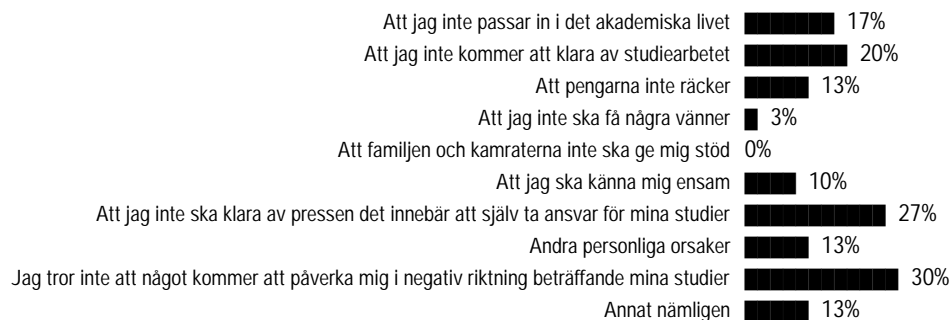 Att jag inte passar in i det akademiska livet 17%
Att jag inte kommer att klara av studiearbetet 20%
Att pengarna inte räcker 13%
Att jag inte ska få några vänner 3%
Att familjen och kamraterna inte ska ge mig stöd 0%
Att jag ska känna mig ensam 10%
Att jag inte ska klara av pressen det innebär att själv ta ansvar för mina studier 27%
Andra personliga orsaker 13%
Jag tror inte att något kommer att påverka mig i negativ riktning beträffande mina studier 30%
Annat nämligen 13%